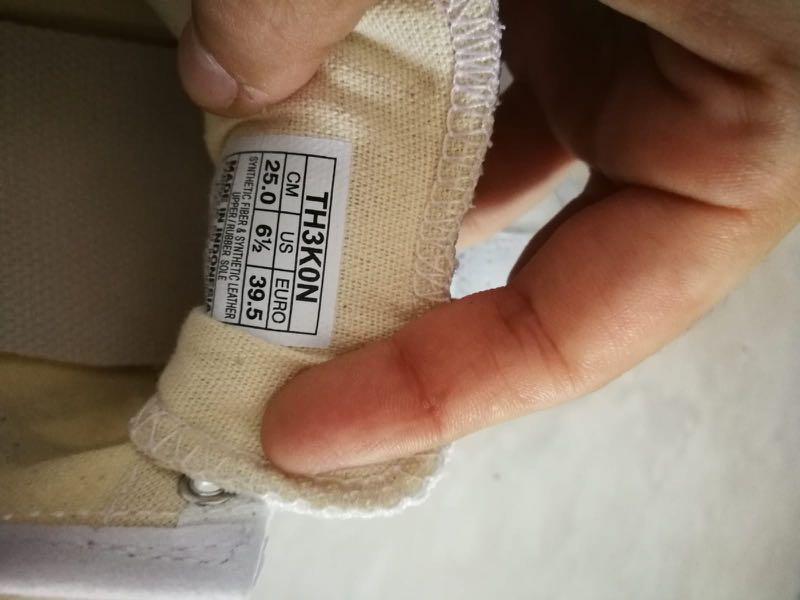 TH3K0N
CM US EURO
25.0 6½ 39.5
SYNTHETIC FIBER & SYNTHETIC LEATHER
UPPER / RUBBER SOLE
MADE IN INDONESIA